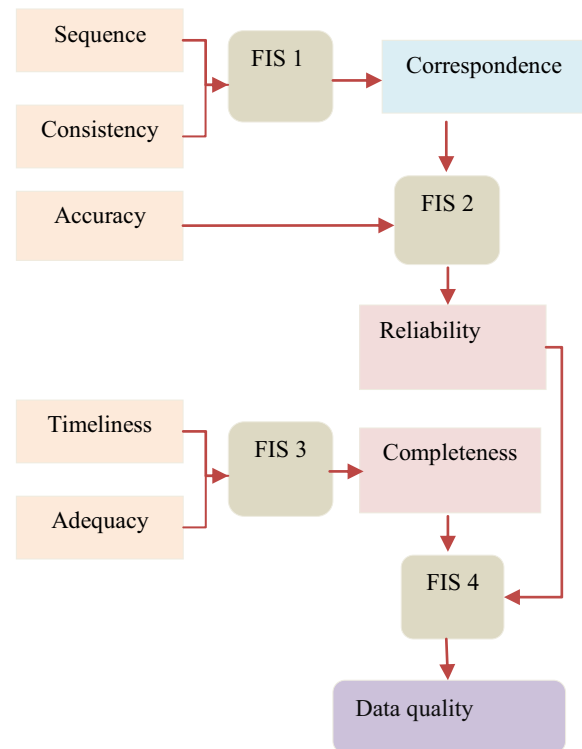 Sequence
FIS 1
Correspondence
Consistency
Accuracy
FIS 2
Reliability
Timeliness
FIS 3
Completeness
Adequacy
FIS 4
Data quality